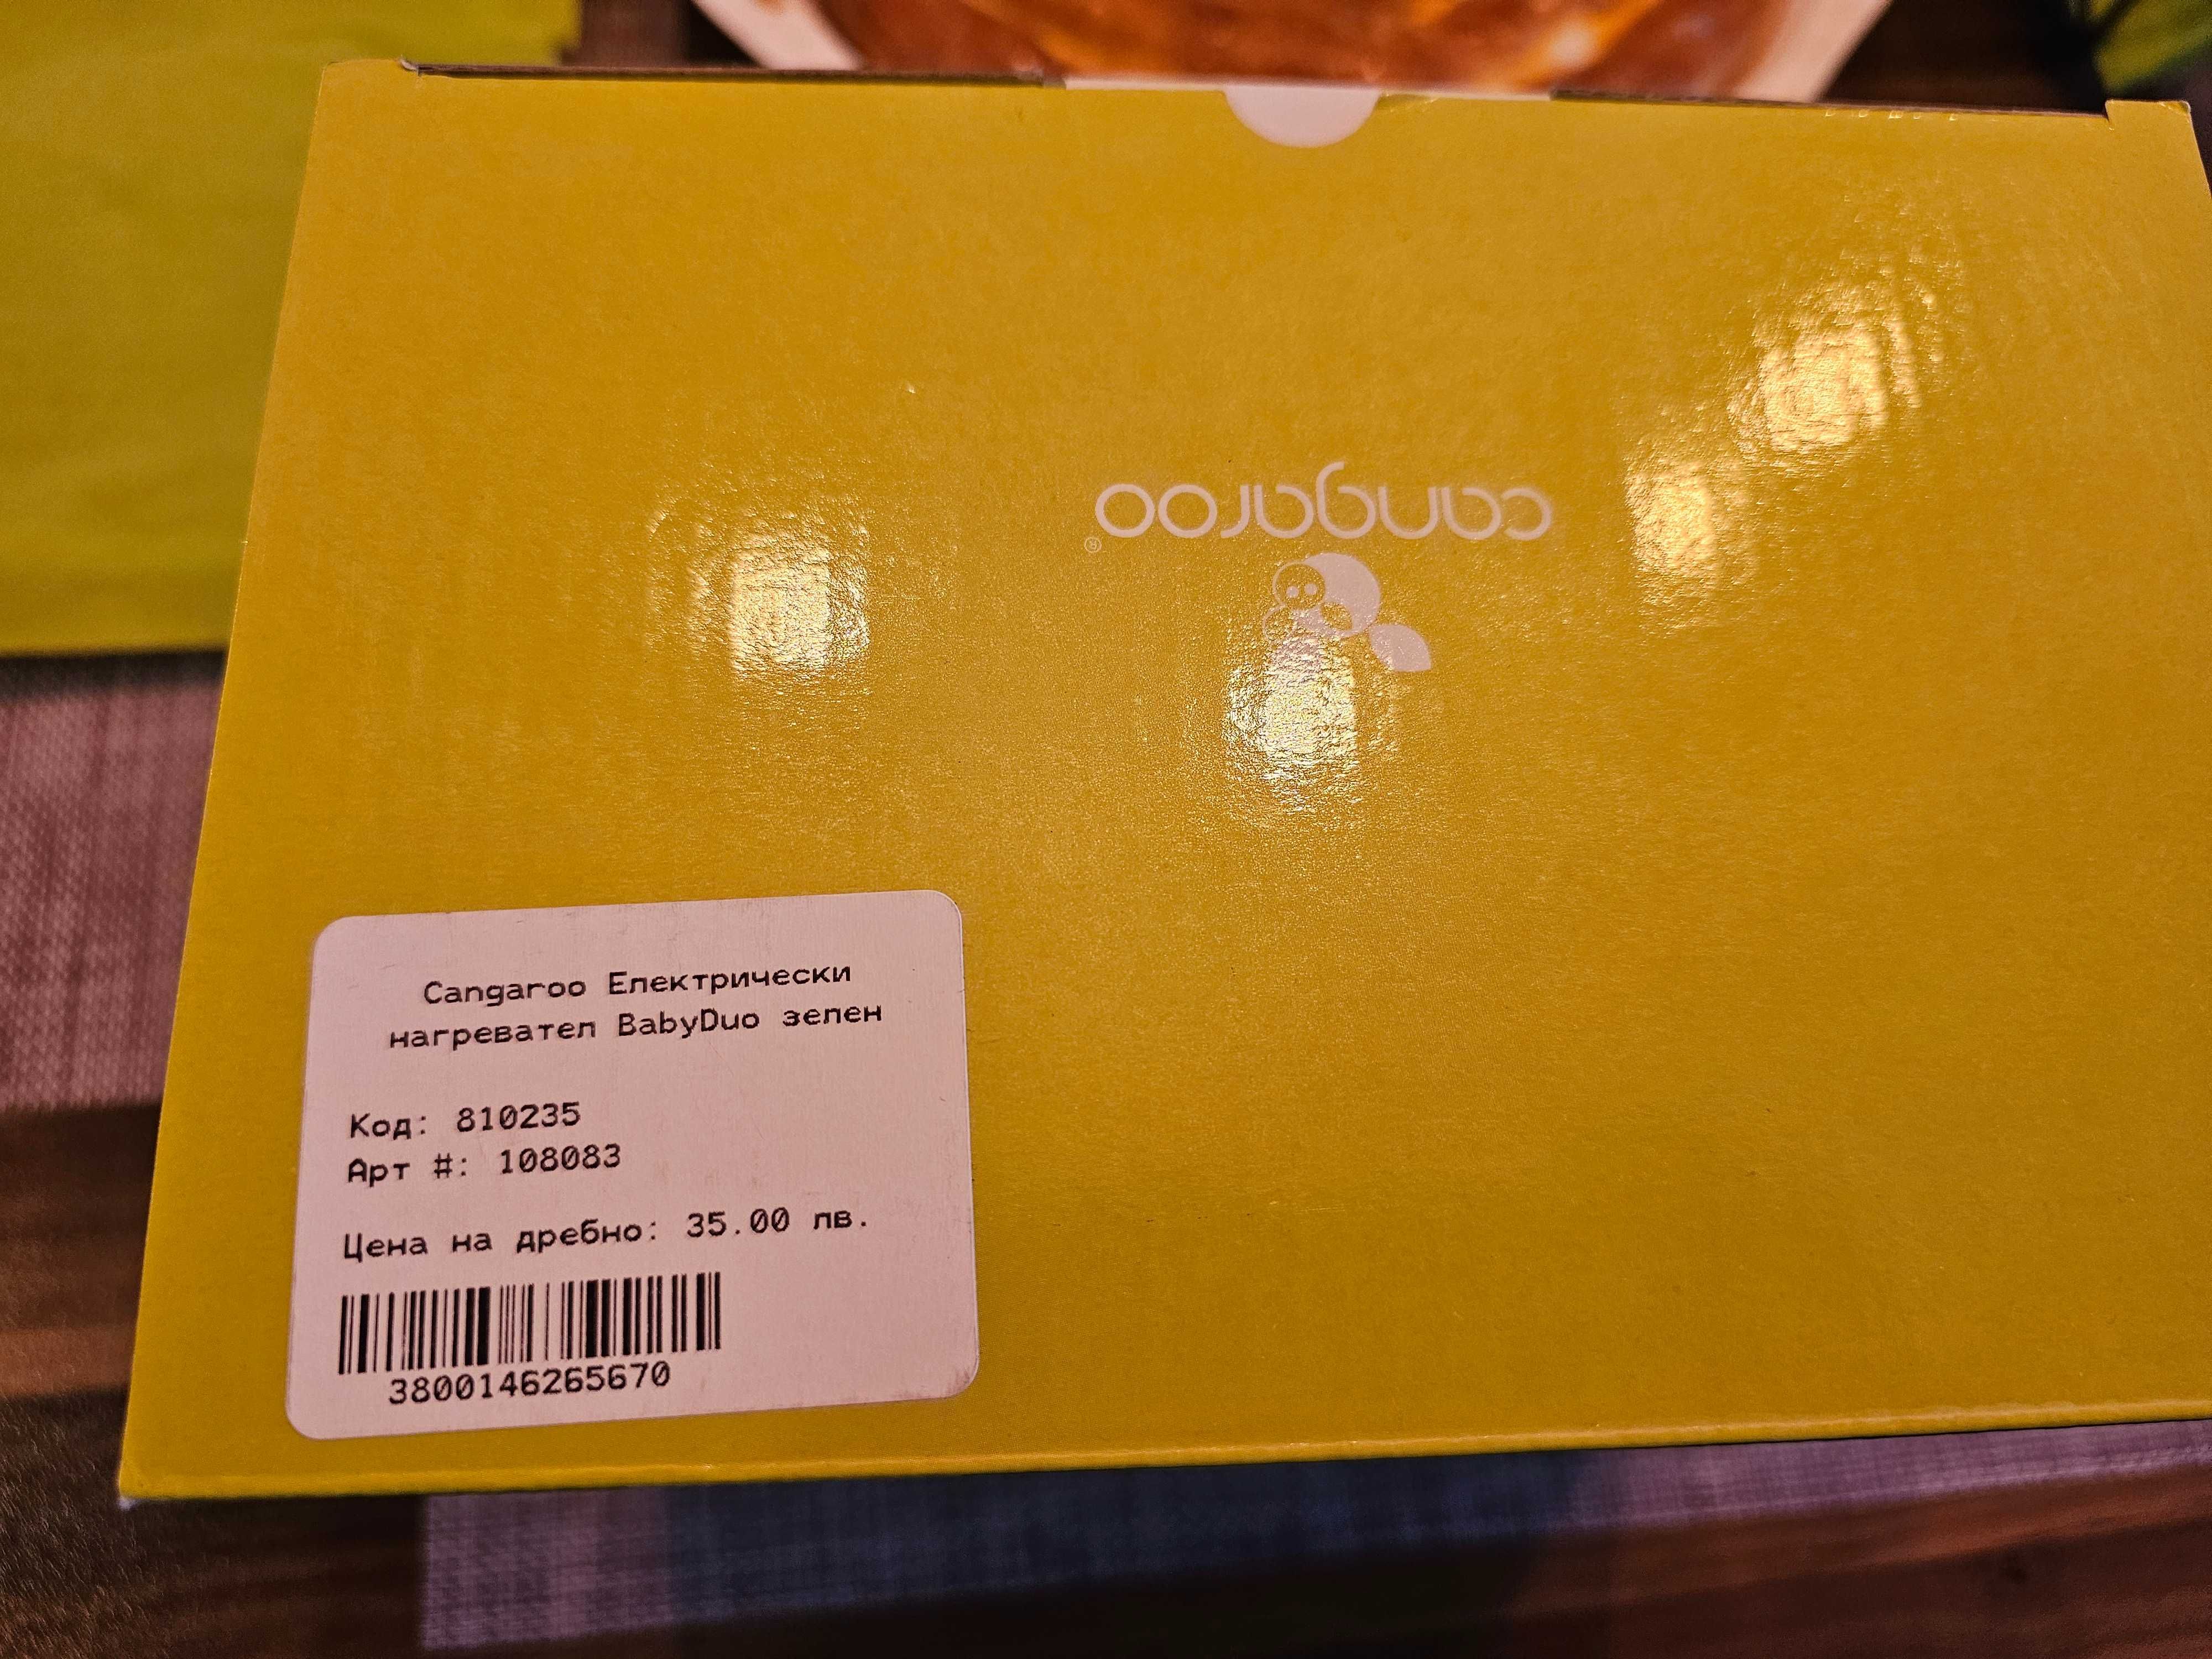 cangaroo
®
Cangaroo Електрически
нагревател BabyDuo зелен
Код: 810235
Арт #: 108083
Цена на дребно: 35.00 лв.
3800146265670